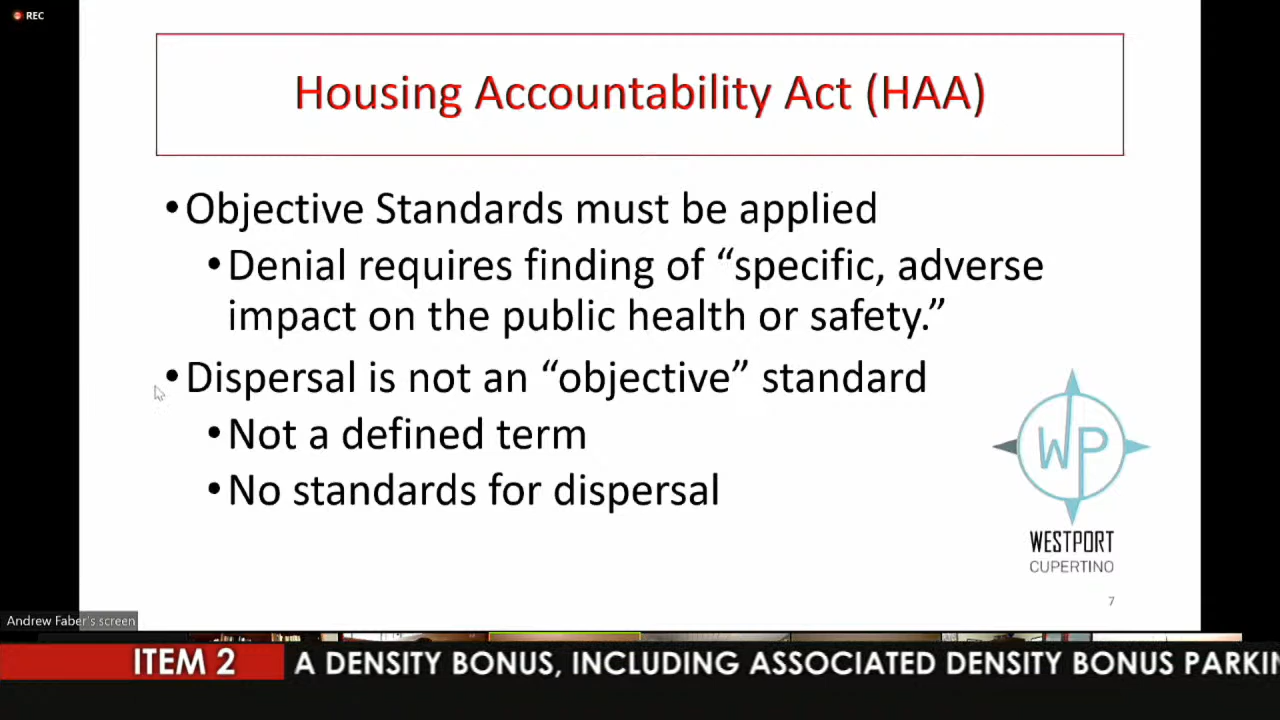 REC
Housing Accountability Act (HAA)
•Objective Standards must be applied
•Denial requires finding of “specific, adverse
impact on the public health or safety.”
•Dispersal is not an “objective” standard
•Not a defined term
•No standards for dispersal
WP
WESTPORT
CUPERTINO
7
Andrew Faber's screen
ITEM 2
A DENSITY BONUS, INCLUDING ASSOCIATED DENSITY BONUS PARKIN